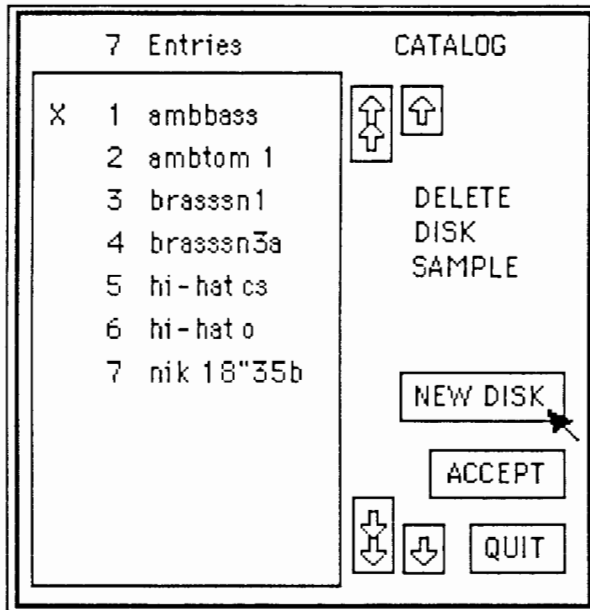 7 Entries
CATALOG
X 1 ambbass
2 ambtom 1
3 brasssn1
4 brasssn3a
5 hi-hat cs
6 hi-hat o
7 nik 18"35b
DELETE
DISK
SAMPLE
NEW DISK
ACCEPT
QUIT